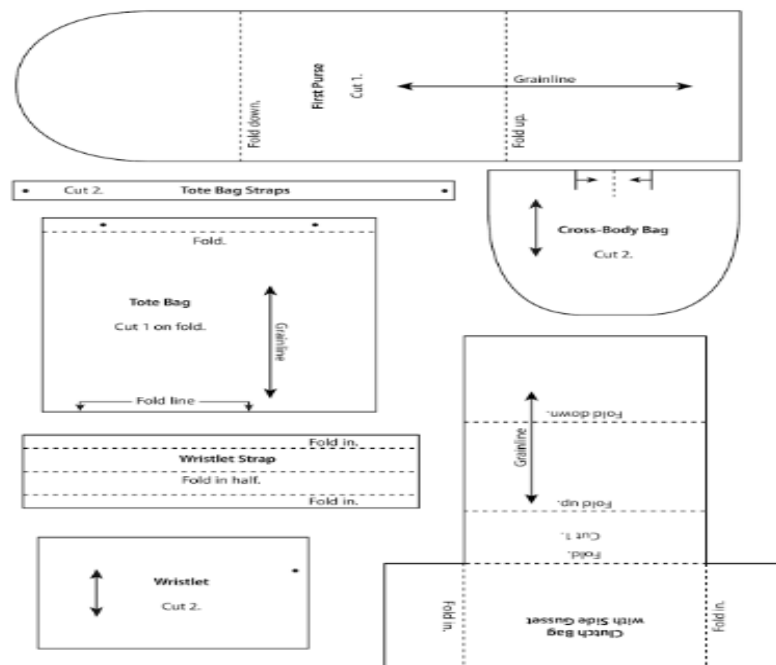 First Purse
Cut 1.
Grainline
Fold down.
Fold up.
Cut 2.
Tote Bag Straps
Cross-Body Bag
Cut 2.
Fold.
Tote Bag
Cut 1 on fold.
Grainline
Fold line
Fold in.
Wristlet Strap
Fold in half.
Fold in.
Wristlet
Cut 2.
Fold down.
Grainline
Fold up.
Cut 1.
Fold.
Fold in.
Clutch Bag
with Side Gusset
Fold in.